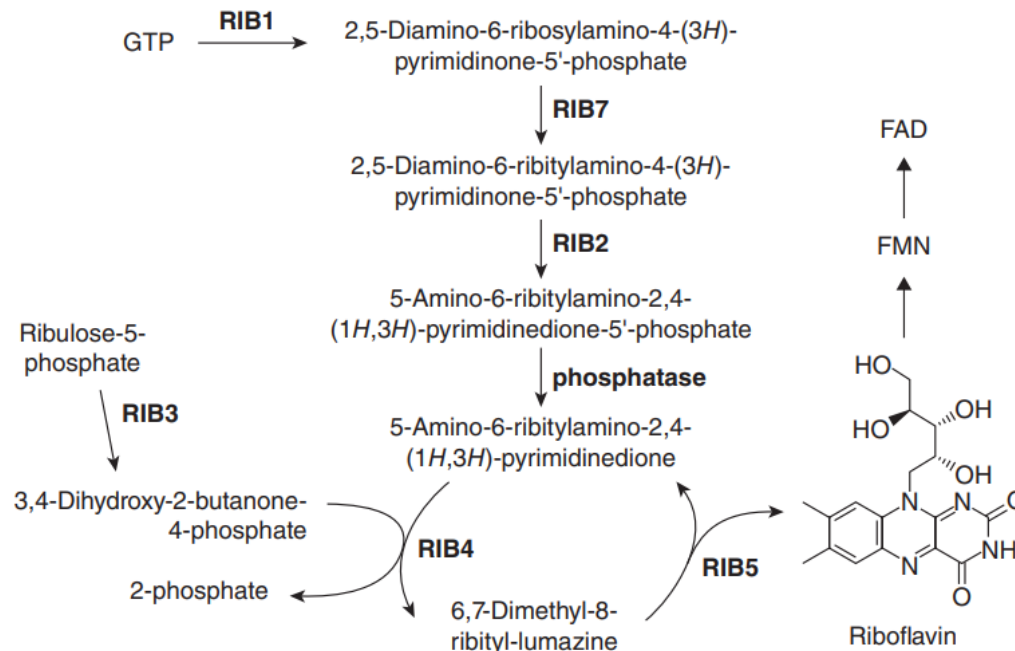 GTP
RIB1
2,5-Diamino-6-ribosylamino-4-(3H)-
pyrimidinone-5'-phosphate
RIB7
2,5-Diamino-6-ribitylamino-4-(3H)-
pyrimidinone-5'-phosphate
RIB2
5-Amino-6-ribitylamino-2,4-
(1H,3H)-pyrimidinedione-5'-phosphate
phosphatase
5-Amino-6-ribitylamino-2,4-
(1H,3H)-pyrimidinedione
Ribulose-5-
phosphate
RIB3
3,4-Dihydroxy-2-butanone-
4-phosphate
RIB4
2-phosphate
6,7-Dimethyl-8-
ribityl-lumazine
RIB5
FAD
FMN
HO
HO
OH
OH
N
N
O
NH
N
O
Riboflavin